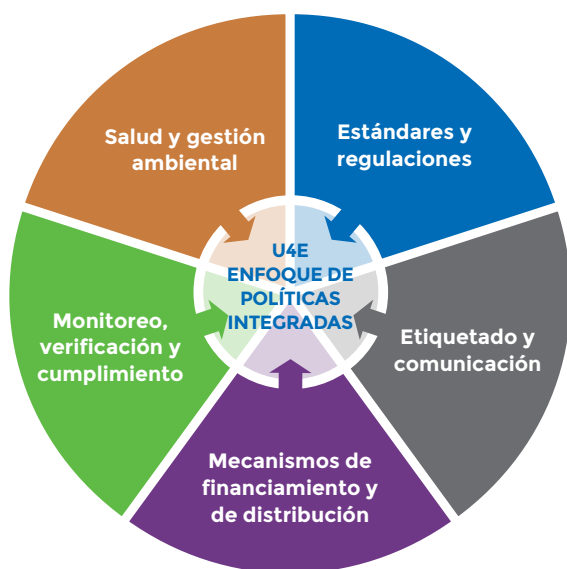 Salud y gestión
ambiental
Estándares y
regulaciones
U4E
ENFOQUE DE
POLÍTICAS
INTEGRADAS
Monitoreo,
verificación y
cumplimiento
Etiquetado y
comunicación
Mecanismos de
financiamiento y
de distribución